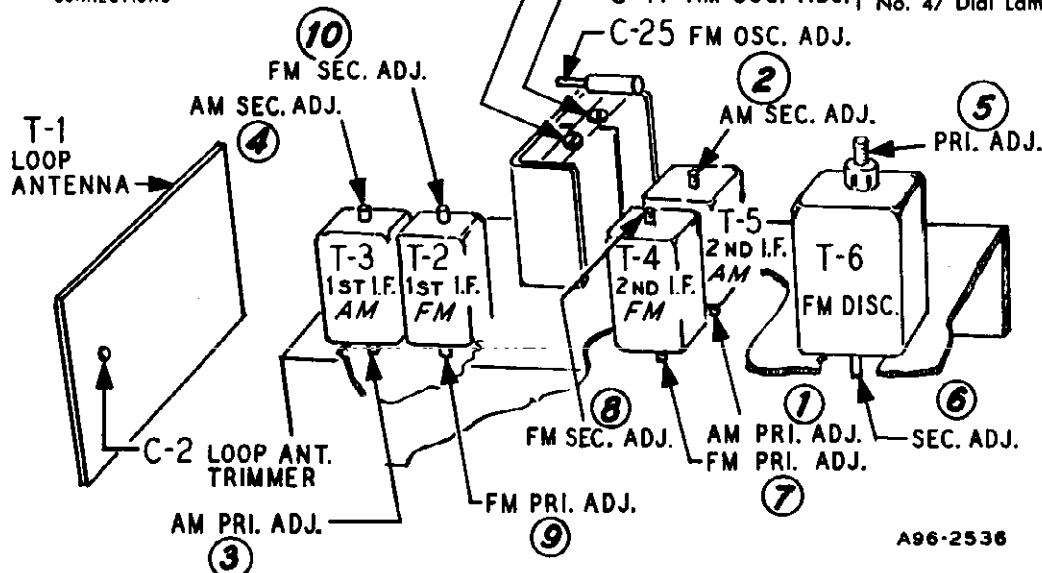 No. 47 Dial Lam
C-25 FM OSC. ADJ.
10
FM SEC. ADJ.
2
AM SEC. ADJ.
AM SEC. ADJ.
4
5
PRI. ADJ.
T-1
LOOP
ANTENNA
T-3
1ST I.F.
AM
T-2
1ST I.F.
FM
T-4
2ND I.F.
FM
T-5
2ND I.F.
AM
T-6
FM DISC.
8
FM SEC. ADJ.
1
AM PRI. ADJ.
FM PRI. ADJ.
7
6
SEC. ADJ.
C-2 LOOP ANT.
TRIMMER
AM PRI. ADJ.
3
FM PRI. ADJ.
9
A96-2536